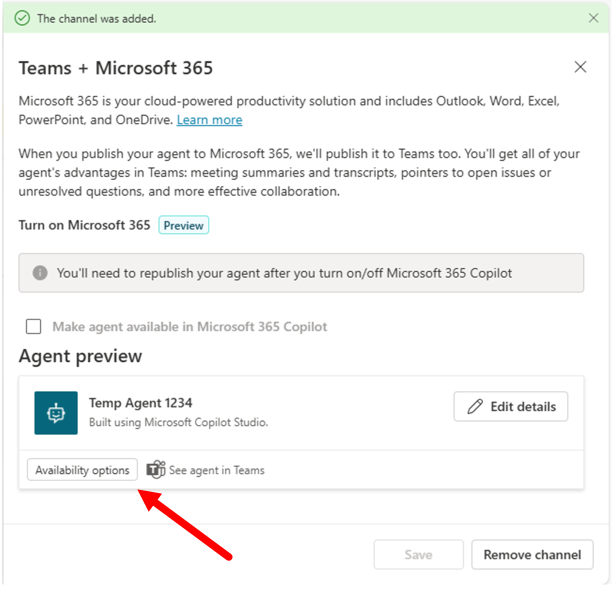 The channel was added.
Teams + Microsoft 365
Microsoft 365 is your cloud-powered productivity solution and includes Outlook, Word, Excel,
PowerPoint, and OneDrive. Learn more
When you publish your agent to Microsoft 365, we'll publish it to Teams too. You'll get all of your
agent's advantages in Teams: meeting summaries and transcripts, pointers to open issues or
unresolved questions, and more effective collaboration.
Turn on Microsoft 365 Preview
You'll need to republish your agent after you turn on/off Microsoft 365 Copilot
Make agent available in Microsoft 365 Copilot
Agent preview
Temp Agent 1234
Built using Microsoft Copilot Studio.
Edit details
Availability options See agent in Teams
Save Remove channel